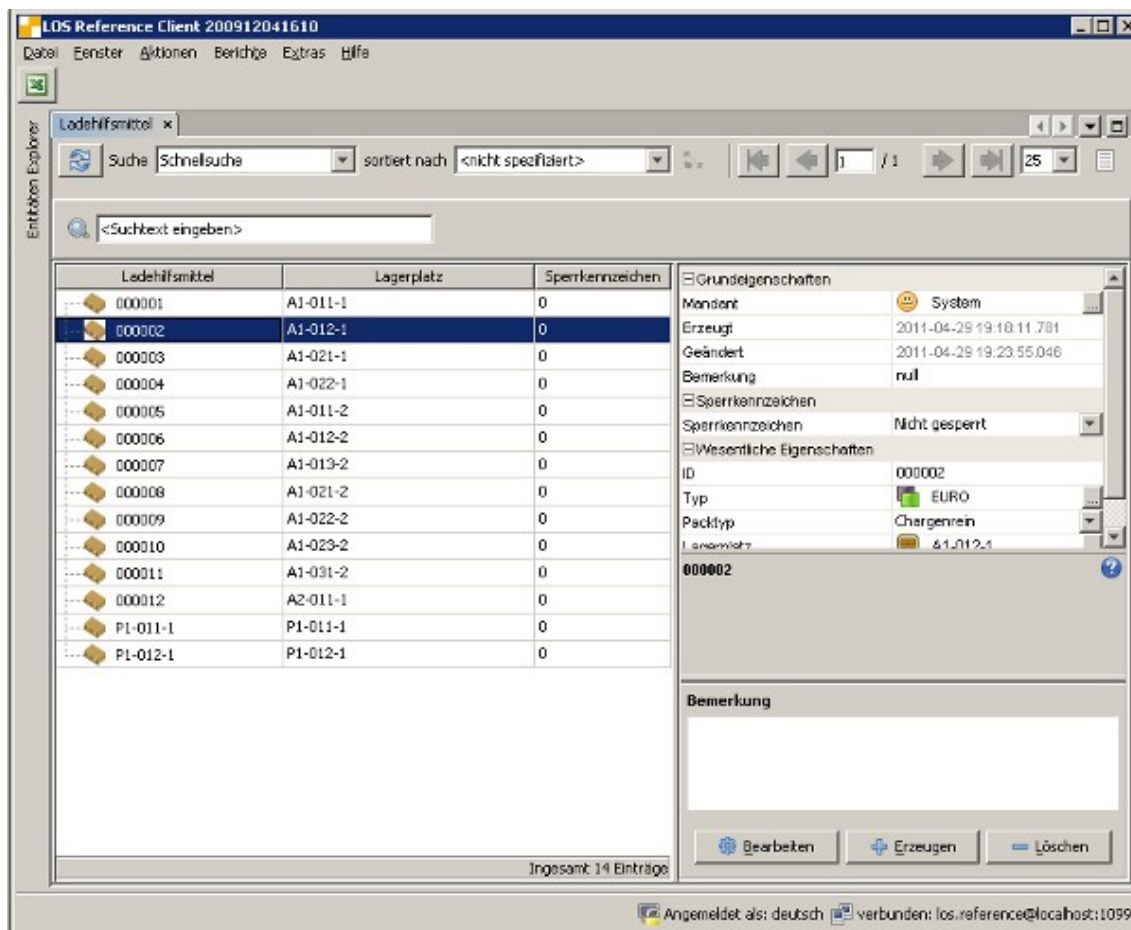 LOS Reference Client 200912041610
Datei Fenster Aktionen Berichte Extras Hilfe
Entitäten Explorer
Ladehilfsmittel
Suche Schnellsuche sortiert nach <nicht spezifiziert> 1 / 1 25
<Suchtext eingeben>
Ladehilfsmittel Lagerplatz Sperrkennzeichen
000001 A1-011-1 0
000002 A1-012-1 0
000003 A1-021-1 0
000004 A1-022-1 0
000005 A1-011-2 0
000006 A1-012-2 0
000007 A1-013-2 0
000008 A1-021-2 0
000009 A1-022-2 0
000010 A1-023-2 0
000011 A1-031-2 0
000012 A2-011-1 0
P1-011-1 P1-011-1 0
P1-012-1 P1-012-1 0
Ingesamt 14 Einträge
Grundeigenschaften
Mandant System ...
Erzeugt 2011-04-29 19:18:11.781
Geändert 2011-04-29 19:23:55.046
Bemerkung null
Sperrkennzeichen
Sperrkennzeichen Nicht gesperrt
Wesentliche Eigenschaften
ID 000002
Typ EURO ...
Packtyp Chargenrein
Lagerplatz A1-012-1
000002
Bemerkung
Bearbeiten Erzeugen Löschen
Angemeldet als: deutsch verbunden: los.reference@localhost:1099